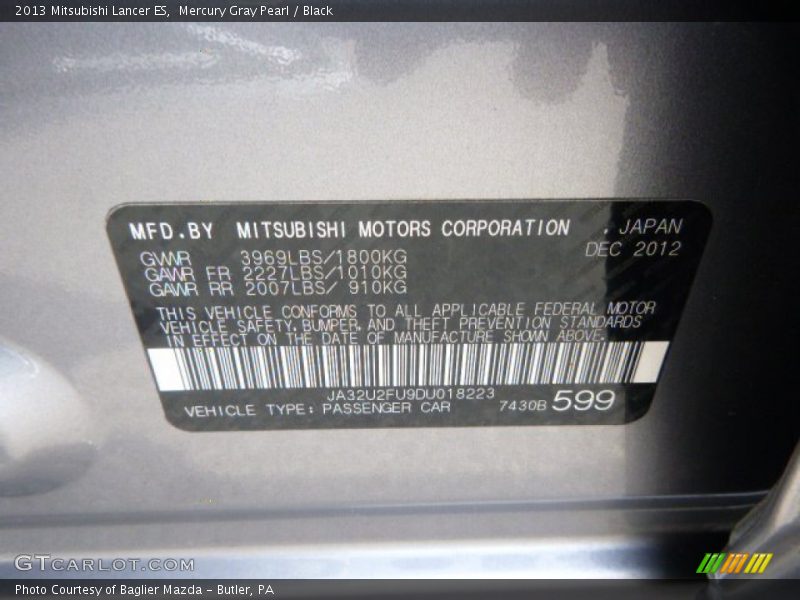 2013 Mitsubishi Lancer ES, Mercury Gray Pearl / Black
MFD.BY MITSUBISHI MOTORS CORPORATION , JAPAN
DEC 2012
GVWR 3969LBS/1800KG
GAWR FR 2227LBS/1010KG
GAWR RR 2007LBS/ 910KG
THIS VEHICLE CONFORMS TO ALL APPLICABLE FEDERAL MOTOR
VEHICLE SAFETY, BUMPER, AND THEFT PREVENTION STANDARDS
IN EFFECT ON THE DATE OF MANUFACTURE SHOWN ABOVE.
JA32U2FU9DU018223
VEHICLE TYPE: PASSENGER CAR 7430B 599
GTCARLOT.COM
Photo Courtesy of Baglier Mazda - Butler, PA